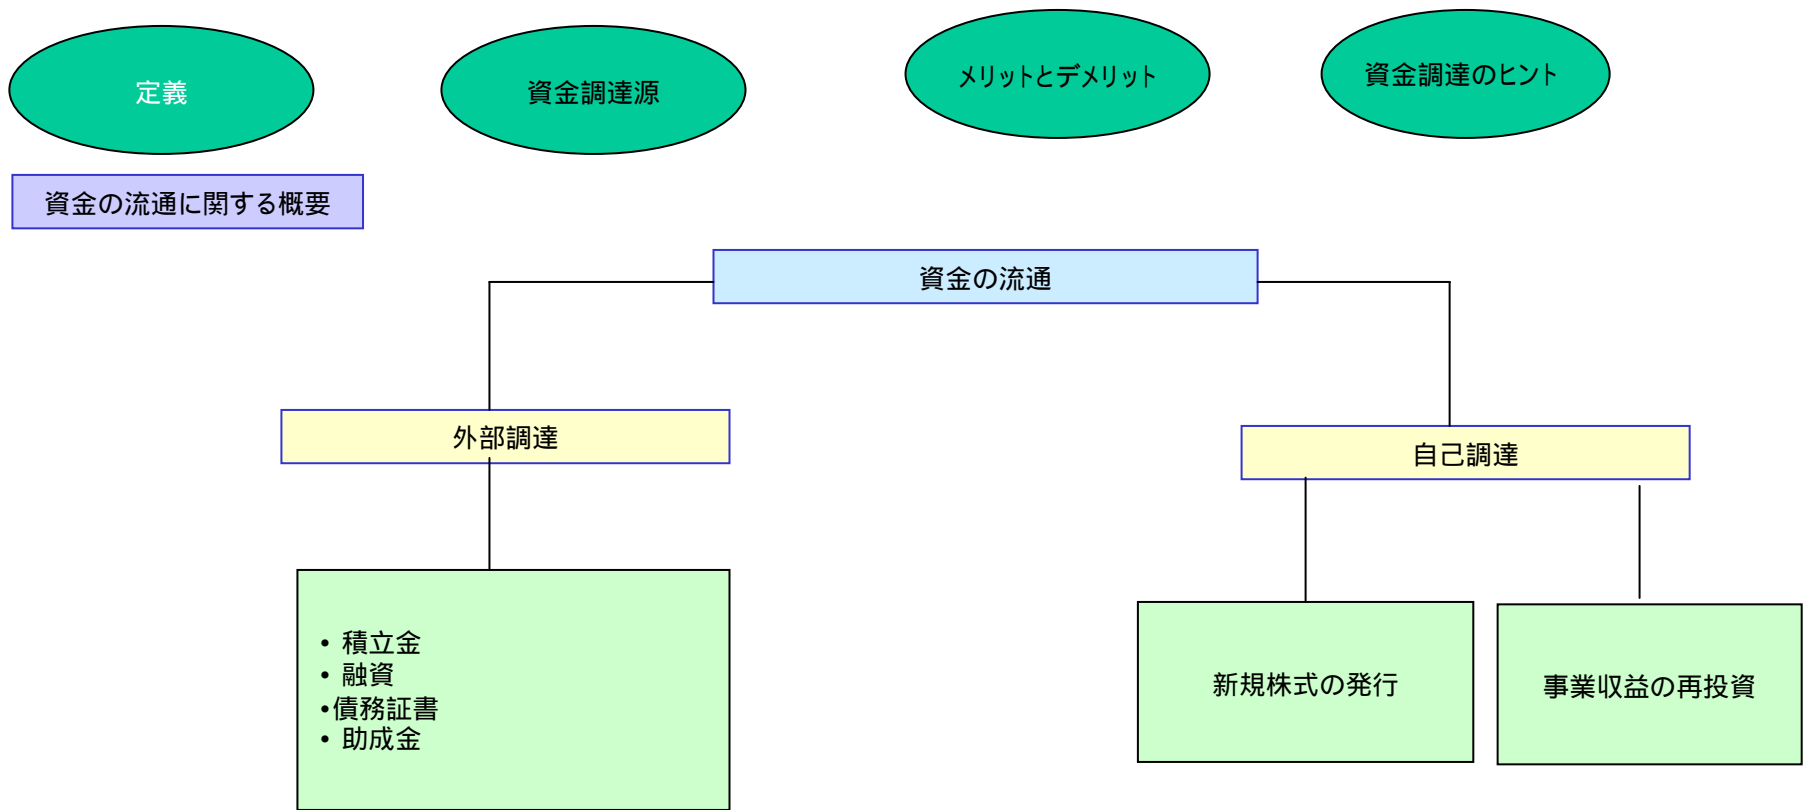 定義
資金調達源
メリットとデメリット
資金調達のヒント
資金の流通に関する概要
資金の流通
外部調達
自己調達
• 積立金
• 融資
•債務証書
• 助成金
新規株式の発行
事業収益の再投資